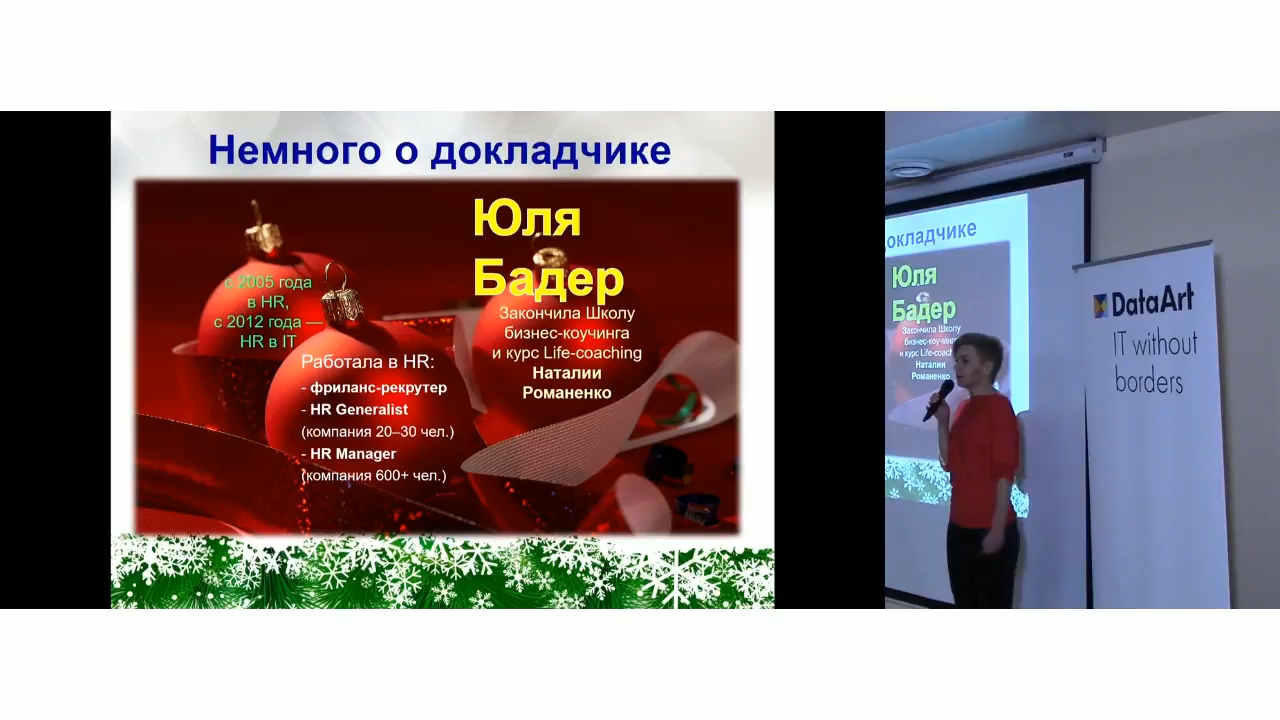 Немного о докладчике
Юля
Бадер
с 2005 года
в HR,
с 2012 года —
HR в IT
Закончила Школу
бизнес-коучинга
и курс Life-coaching
Наталии
Романенко
Работала в HR:
- фриланс-рекрутер
- HR Generalist
(компания 20–30 чел.)
- HR Manager
(компания 600+ чел.)
докладчике
Юля
Бадер
Закончила Школу
бизнес-коучинга
и курс Life-coach
Наталии
Романенко
DataArt
IT without
borders